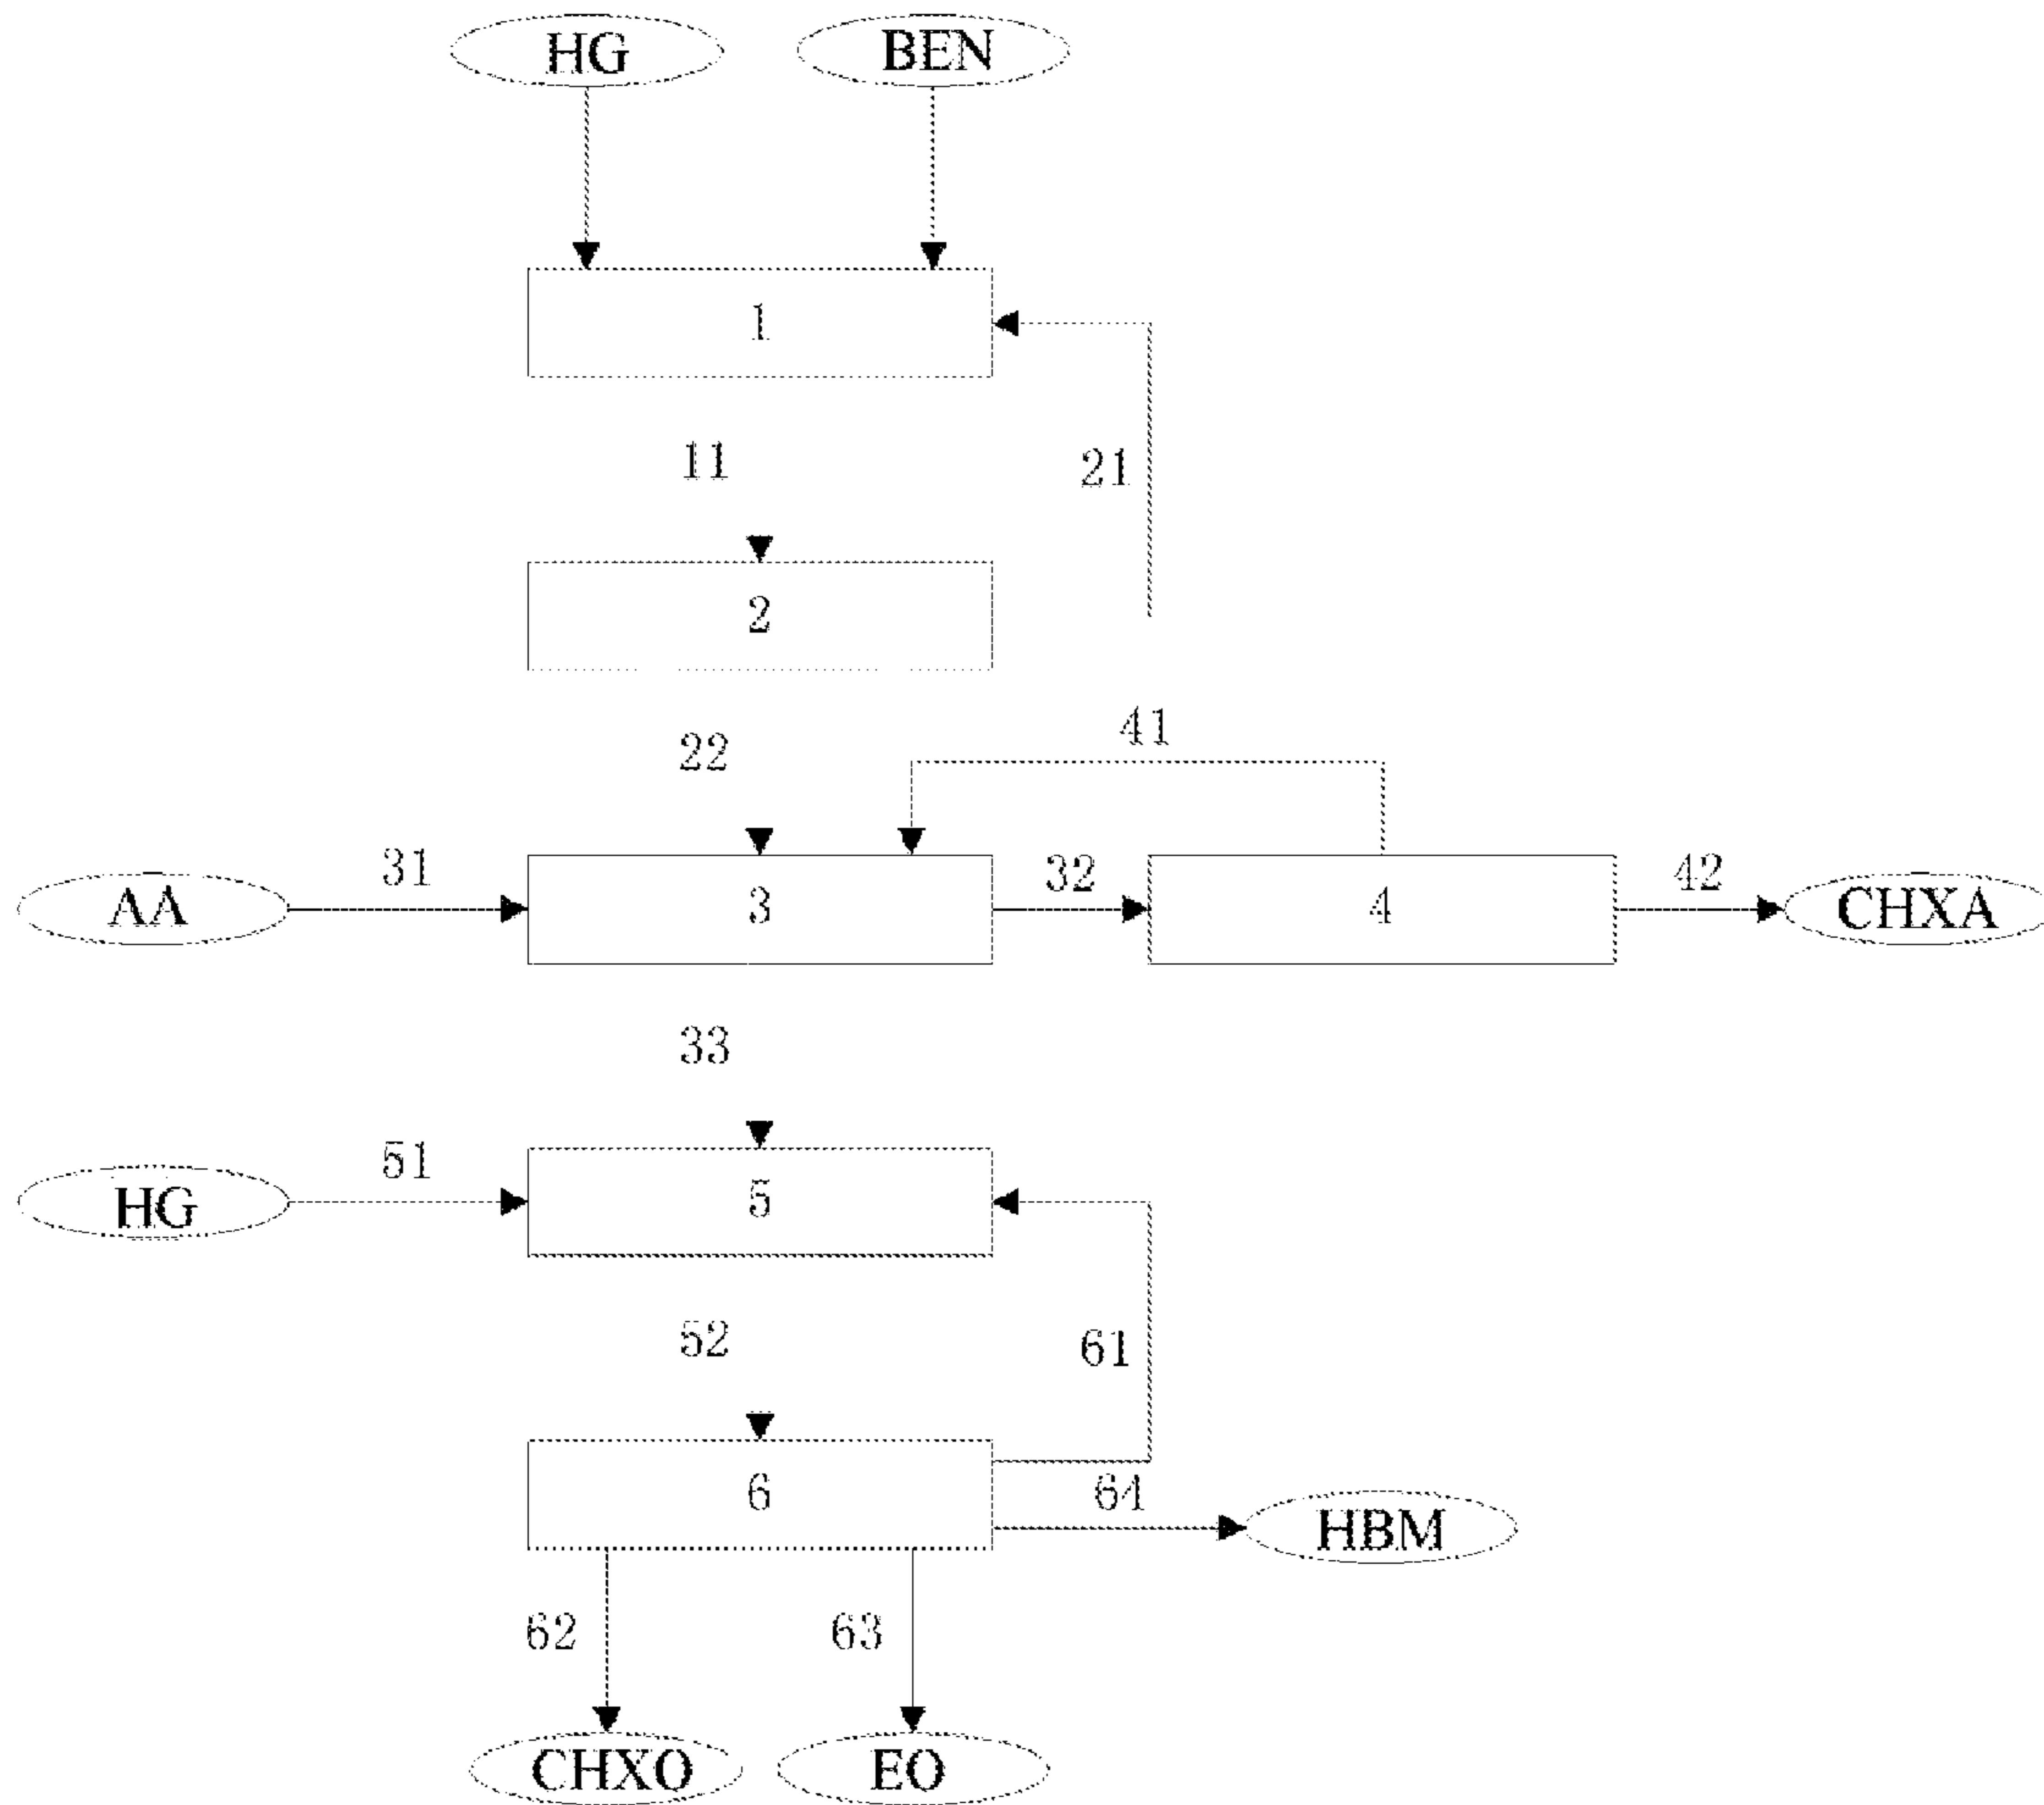 HG BEN
1
11 21
2
22 41
AA 31 3 32 4 42 CHXA
33
HG 51 5
52 61
6 64 HBM
62 63
CHXO EO